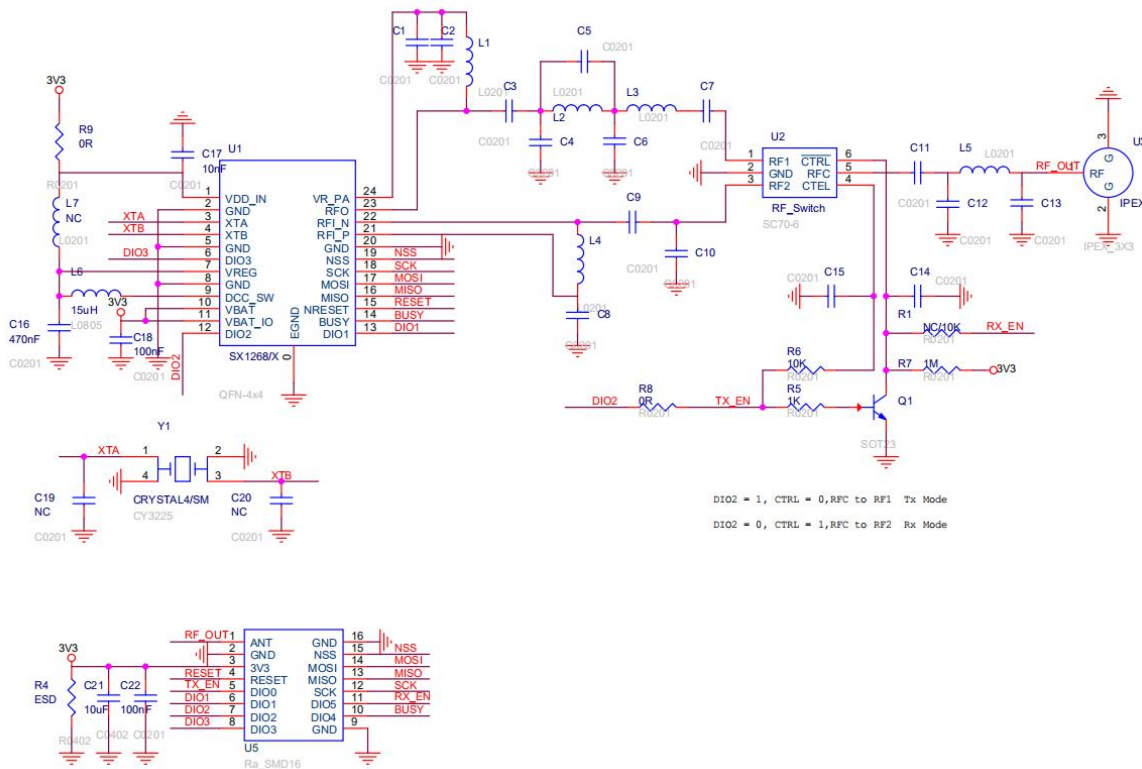 C1
C2
C0201
C0201
L1
L0201
C3
C0201
C5
C0201
L2
L0201
L3
L0201
C4
C0201
C6
C0201
C7
C0201
3V3
R9
0R
R0201
C17
10nF
C0201
L7
NC
L0201
U1
VDD_IN
GND
XTA
XTB
GND
DIO3
VREG
GND
DCC_SW
VBAT
VBAT_IO
DIO2
1
2
3
4
5
6
7
8
9
10
11
12
VR_PA
RFO
RFI_N
RFI_P
GND
NSS
SCK
MOSI
MISO
NRESET
BUSY
DIO1
24
23
22
21
20
19
18
17
16
15
14
13
EGND
0
SX1268/X
QFN-4x4
XTA
XTB
DIO3
NSS
SCK
MOSI
MISO
RESET
BUSY
DIO1
L6
15uH
L0805
3V3
C16
470nF
C0201
C18
100nF
C0201
DIO2
L4
L0201
C8
C0201
C9
C0201
C10
U2
1 RF1 CTRL 6
2 GND RFC 5
3 RF2 CTEL 4
RF_Switch
SC70-6
C11
C0201
L5
L0201
RF_OUT
C12
C0201
C13
C0201
3
G
RF
1
G
2
IPEX
IPEX_3X3
C15
C0201
C14
C0201
R1
NC/10K
R0201
RX_EN
R7
1M
R0201
3V3
R6
10K
R0201
R5
1K
R0201
DIO2
R8
0R
R0201
TX_EN
Q1
SOT23
Y1
XTA
1
2
4
3
XTB
CRYSTAL4/SM
CY3225
C19
NC
C0201
C20
NC
C0201
DIO2 = 1, CTRL = 0,RFC to RF1 Tx Mode
DIO2 = 0, CTRL = 1,RFC to RF2 Rx Mode
3V3
R4
ESD
R0402
C21
10uF
C0402
C22
100nF
C0201
RF_OUT 1 ANT GND 16
2 GND NSS 15 NSS
3 3V3 MOSI 14 MOSI
RESET 4 RESET MISO 13 MISO
TX_EN 5 DIO0 SCK 12 SCK
DIO1 6 DIO1 DIO5 11 RX_EN
DIO2 7 DIO2 DIO4 10 BUSY
DIO3 8 DIO3 GND 9
U5
Ra_SMD16